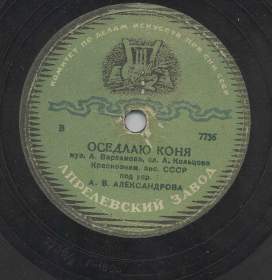 КОМИТЕТ ПО ДЕЛАМ ИСКУССТВ ПРИ СНК СССР
В 7736
ОСЕДЛАЮ КОНЯ
муз. А. Варламова, сл. А. Кольцова
Краснознам. анс. СССР
под упр.
А. В. АЛЕКСАНДРОВА
АПРЕЛЕВСКИЙ ЗАВОД